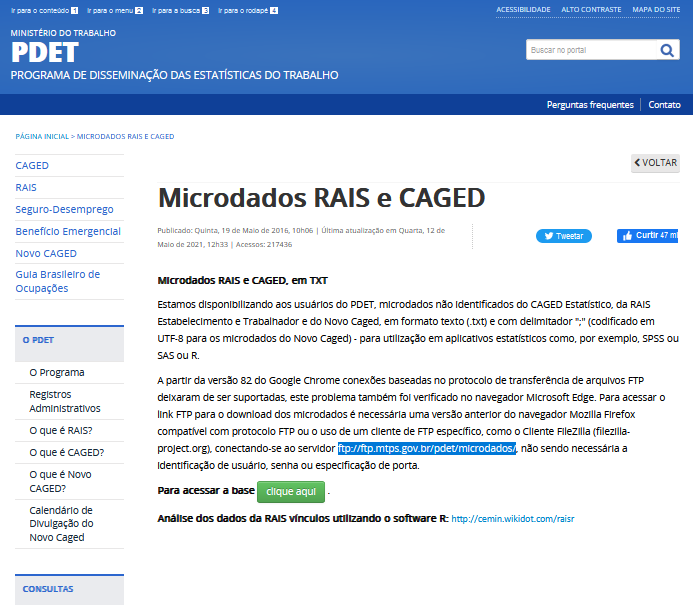 Ir para o conteúdo 1 Ir para o menu 2 Ir para a busca 3 Ir para o rodapé 4
ACESSIBILIDADE ALTO CONTRASTE MAPA DO SITE
MINISTÉRIO DO TRABALHO
PDET
PROGRAMA DE DISSEMINAÇÃO DAS ESTATÍSTICAS DO TRABALHO
Buscar no portal
Perguntas frequentes Contato
PÁGINA INICIAL > MICRODADOS RAIS E CAGED
CAGED
RAIS
Seguro-Desemprego
Benefício Emergencial
Novo CAGED
Guia Brasileiro de
Ocupações
O PDET
O Programa
Registros
Administrativos
O que é RAIS?
O que é CAGED?
O que é Novo
CAGED?
Calendário de
Divulgação do
Novo Caged
CONSULTAS
VOLTAR
Microdados RAIS e CAGED
Publicado: Quinta, 19 de Maio de 2016, 10h06 | Última atualização em Quarta, 12 de
Maio de 2021, 12h33 | Acessos: 217436
Tweetar
Curtir 47 mi
Microdados RAIS e CAGED, em TXT
Estamos disponibilizando aos usuários do PDET, microdados não identificados do CAGED Estatístico, da RAIS
Estabelecimento e Trabalhador e do Novo Caged, em formato texto (.txt) e com delimitador ";" (codificado em
UTF-8 para os microdados do Novo Caged) - para utilização em aplicativos estatísticos como, por exemplo, SPSS ou
SAS ou R.
A partir da versão 82 do Google Chrome conexões baseadas no protocolo de transferência de arquivos FTP
deixaram de ser suportadas, este problema também foi verificado no navegador Microsoft Edge. Para acessar o
link FTP para o download dos microdados é necessária uma versão anterior do navegador Mozilla Firefox
compatível com protocolo FTP ou o uso de um cliente de FTP específico, como o Cliente FileZilla (filezilla-
project.org), conectando-se ao servidor ftp://ftp.mtps.gov.br/pdet/microdados/, não sendo necessária a
identificação de usuário, senha ou especificação de porta.
Para acessar a base clique aqui .
Análise dos dados da RAIS vínculos utilizando o software R: http://cemin.wikidot.com/raisr